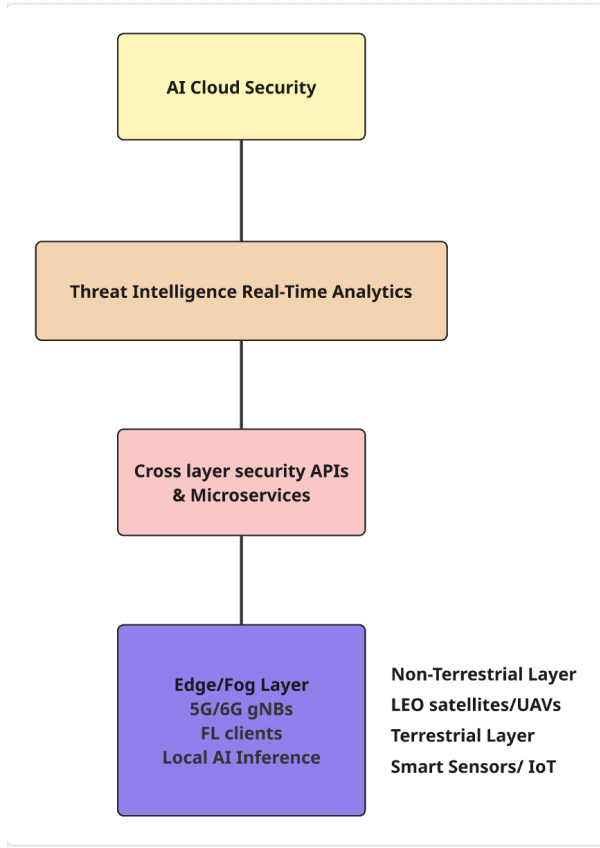 AI Cloud Security
Threat Intelligence Real-Time Analytics
Cross layer security APIs
& Microservices
Edge/Fog Layer
5G/6G gNBs
FL clients
Local AI Inference
Non-Terrestrial Layer
LEO satellites/UAVs
Terrestrial Layer
Smart Sensors/ IoT